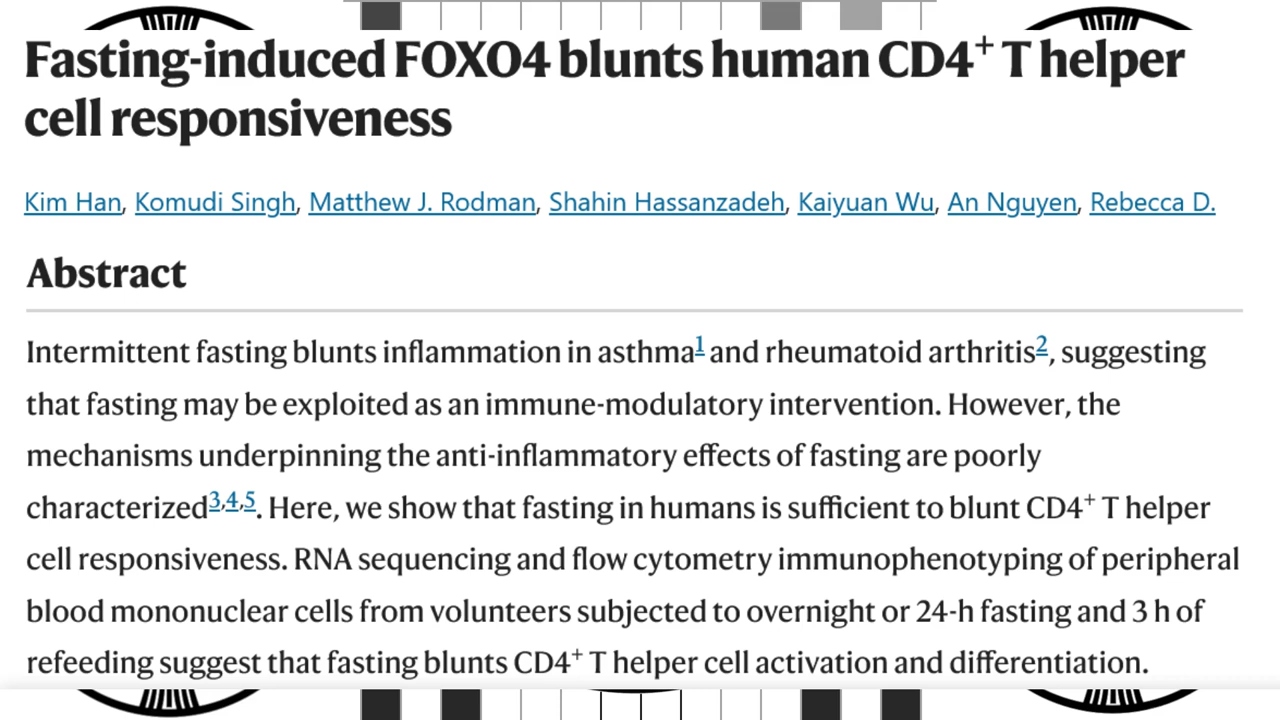 Fasting-induced FOXO4 blunts human CD4⁺ T helper
cell responsiveness
Kim Han, Komudi Singh, Matthew J. Rodman, Shahin Hassanzadeh, Kaiyuan Wu, An Nguyen, Rebecca D.
Abstract
Intermittent fasting blunts inflammation in asthma¹ and rheumatoid arthritis², suggesting
that fasting may be exploited as an immune-modulatory intervention. However, the
mechanisms underpinning the anti-inflammatory effects of fasting are poorly
characterized³,⁴,⁵. Here, we show that fasting in humans is sufficient to blunt CD4⁺ T helper
cell responsiveness. RNA sequencing and flow cytometry immunophenotyping of peripheral
blood mononuclear cells from volunteers subjected to overnight or 24-h fasting and 3 h of
refeeding suggest that fasting blunts CD4⁺ T helper cell activation and differentiation.